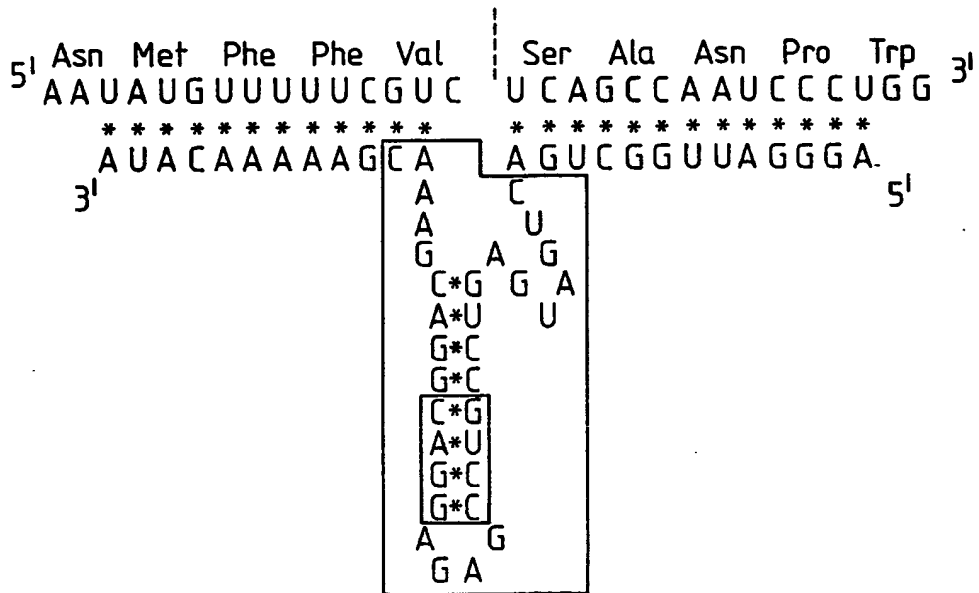 Asn Met Phe Phe Val Ser Ala Asn Pro Trp
5' AAUAUGUUUUUCGUC UCAGCCAAUCCCUGG 3'
* * * * * * * * * * * * * * * * * * * * * * * *
AUACAAAAAGCA AGUCGGUUAGGGA
3' A C 5'
A U
G A G
C*G G A
A*U U
G*C
G*C
C*G
A*U
G*C
G*C
A G
G A